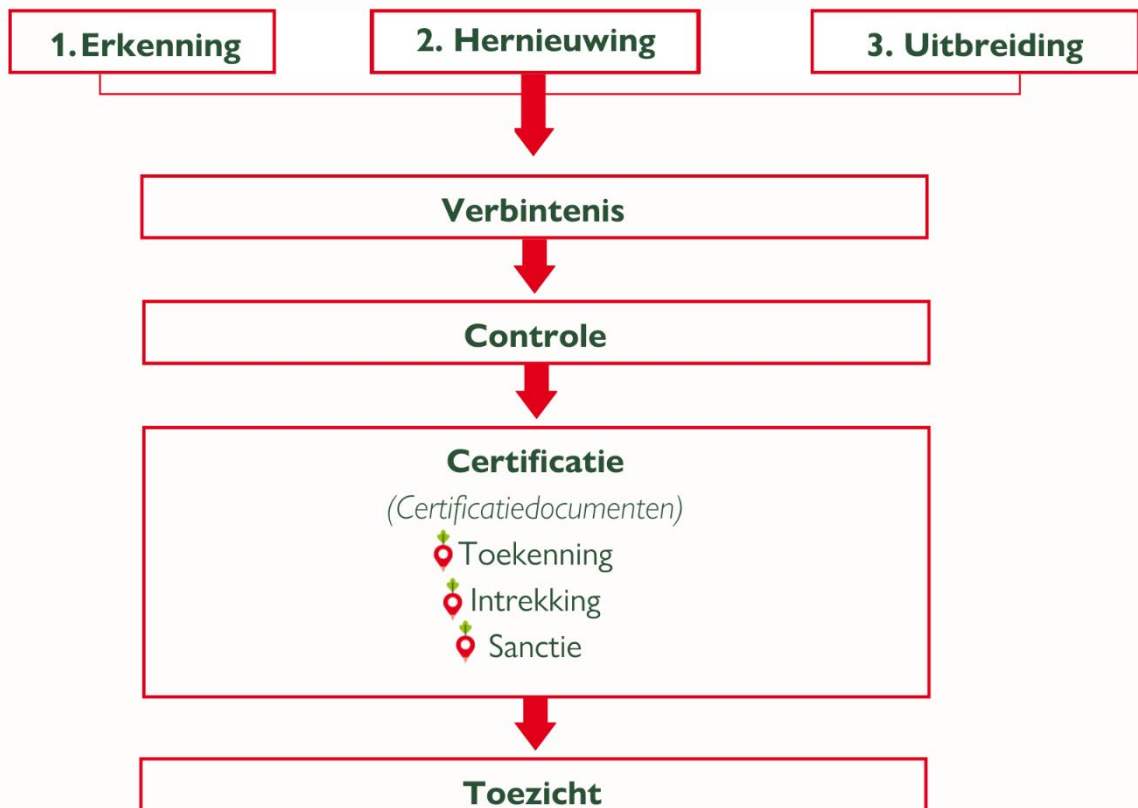 1. Erkenning
2. Hernieuwing
3. Uitbreiding
Verbintenis
Controle
Certificatie
(Certificatiedocumenten)
Toekenning
Intrekking
Sanctie
Toezicht